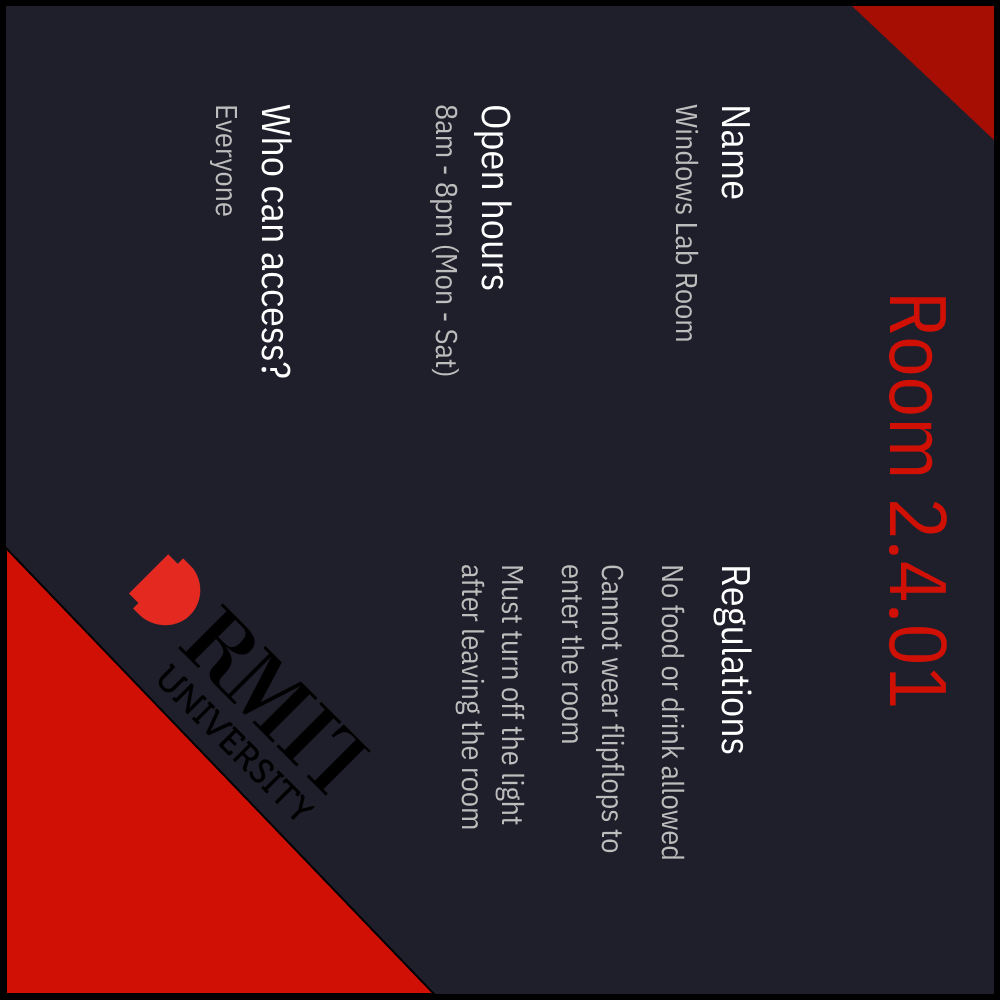 Room 2.4.01
Name
Windows Lab Room
Open hours
8am - 8pm (Mon - Sat)
Who can access?
Everyone
Regulations
No food or drink allowed
Cannot wear flipflops to
enter the room
Must turn off the light
after leaving the room
RMIT
UNIVERSITY